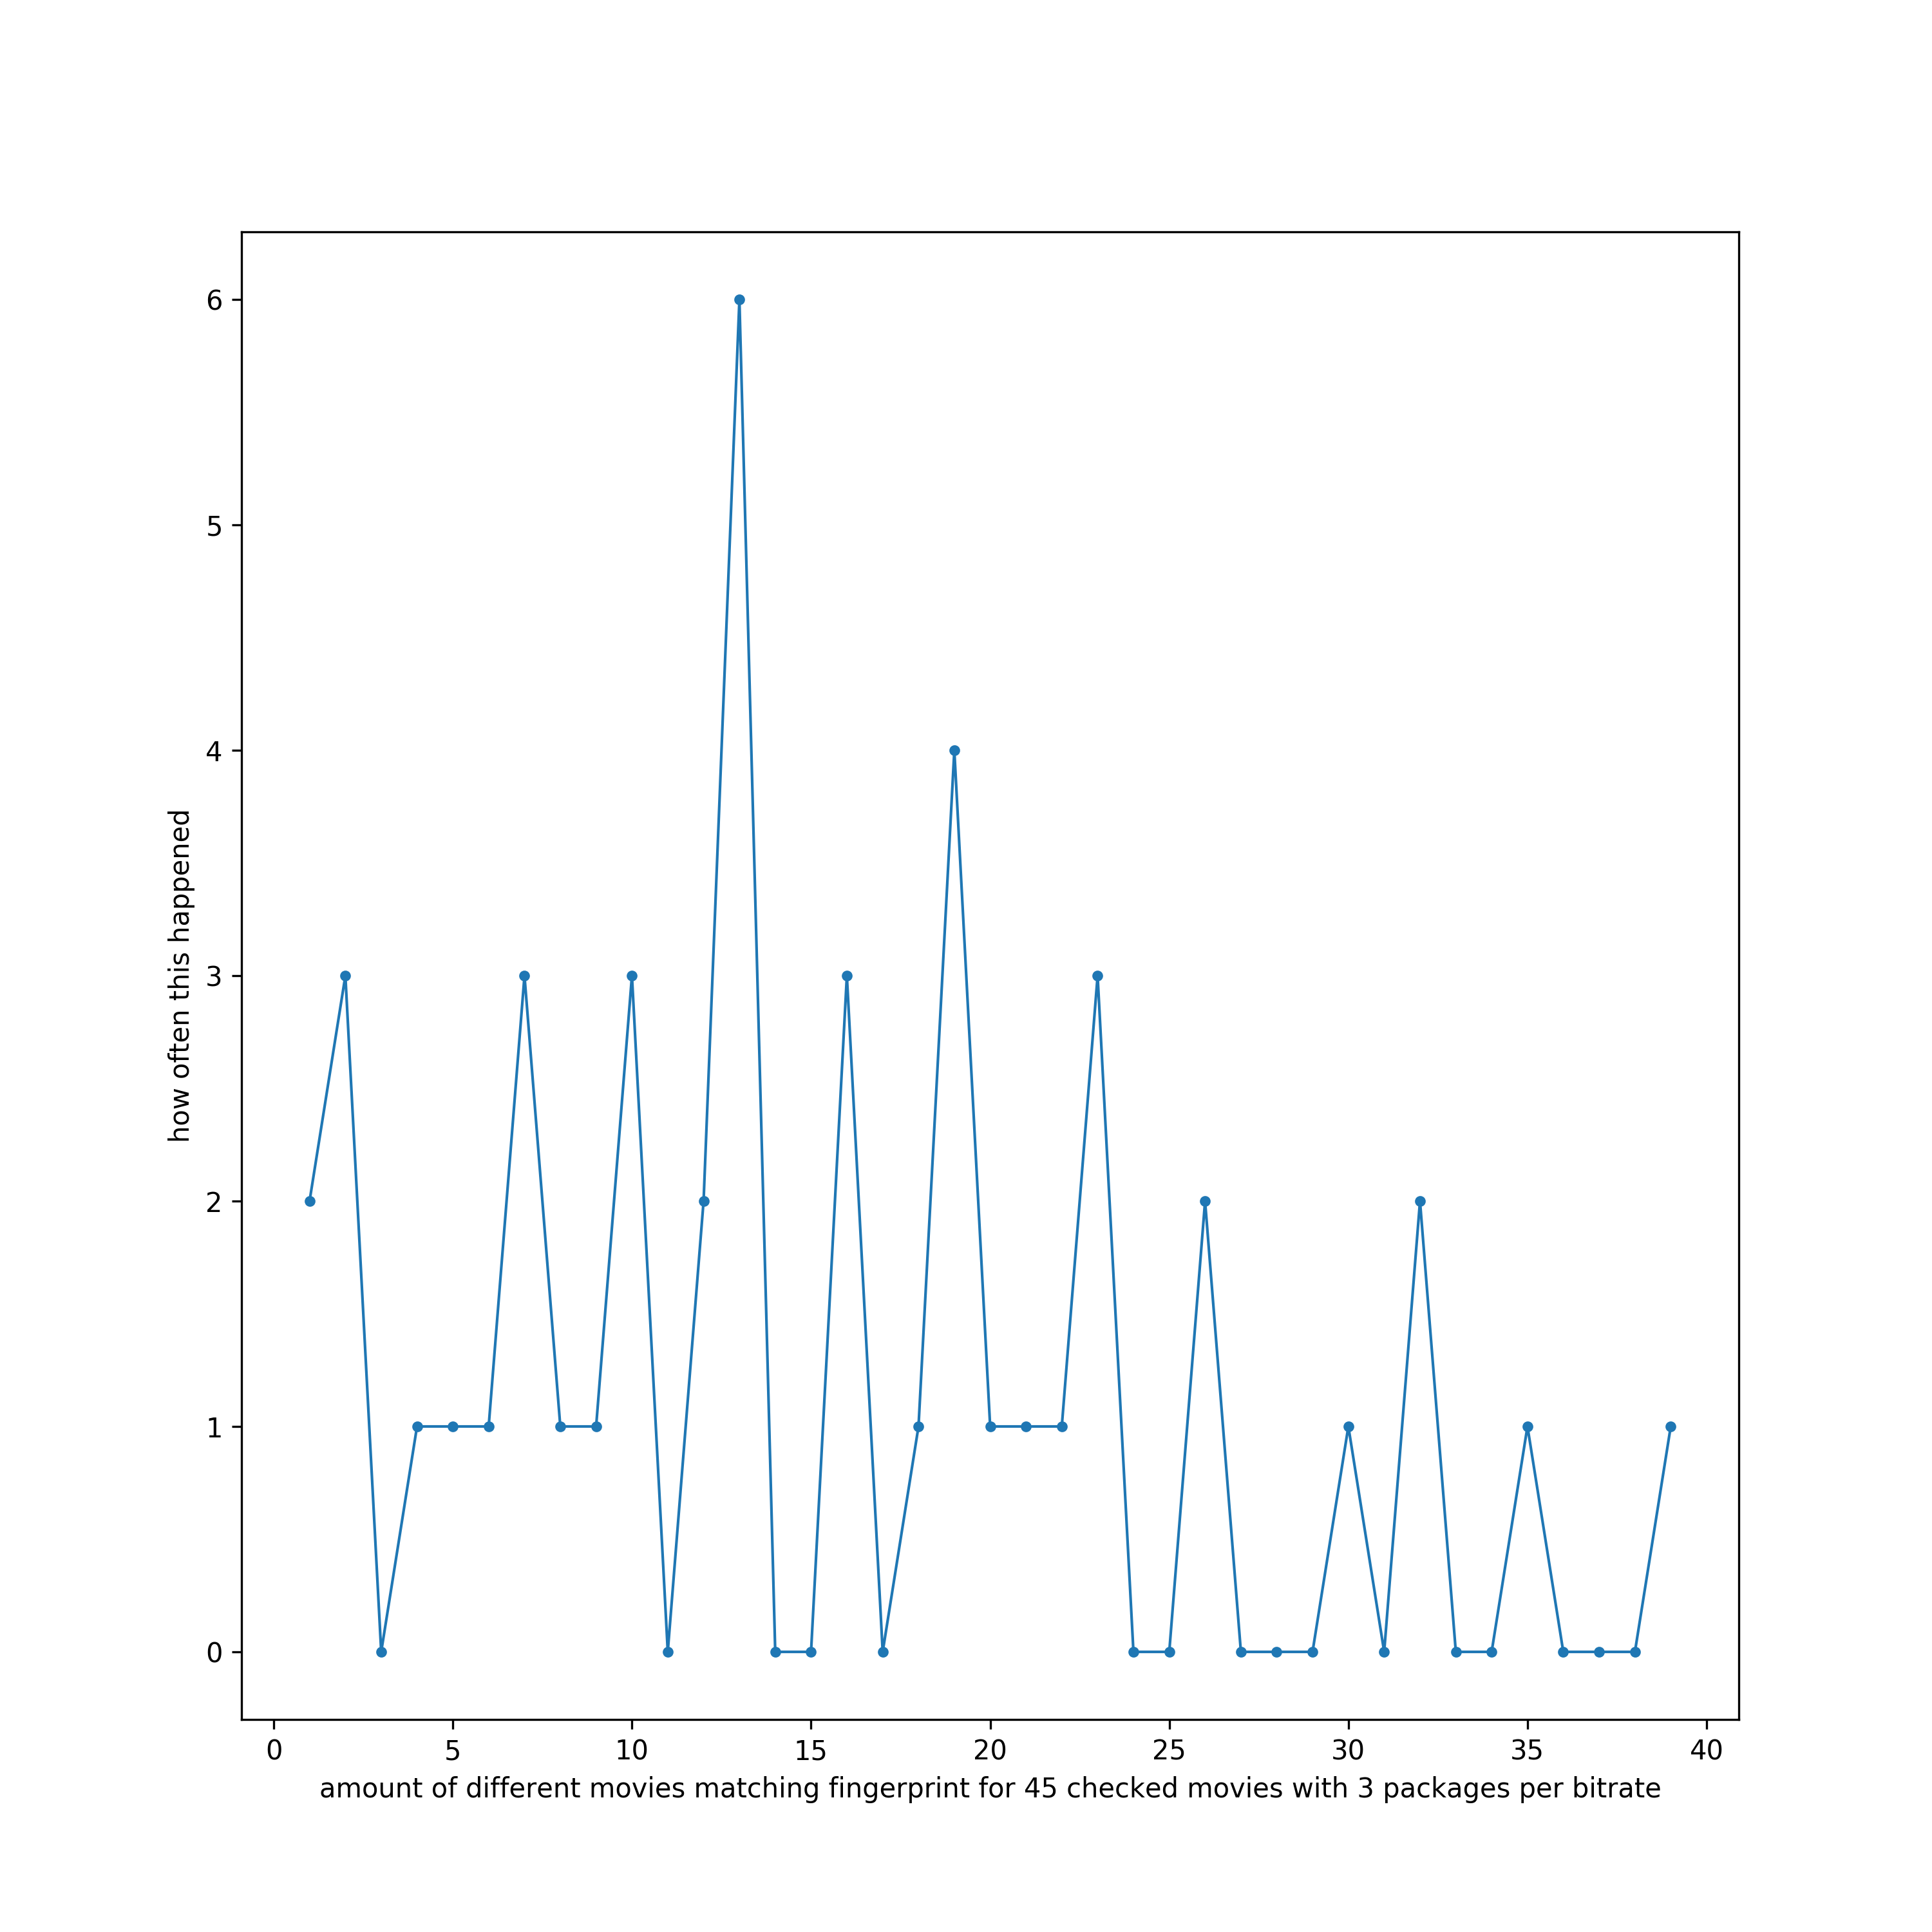 6
5
4
3
2
1
0
how often this happened
0 5 10 15 20 25 30 35 40
amount of different movies matching fingerprint for 45 checked movies with 3 packages per bitrate